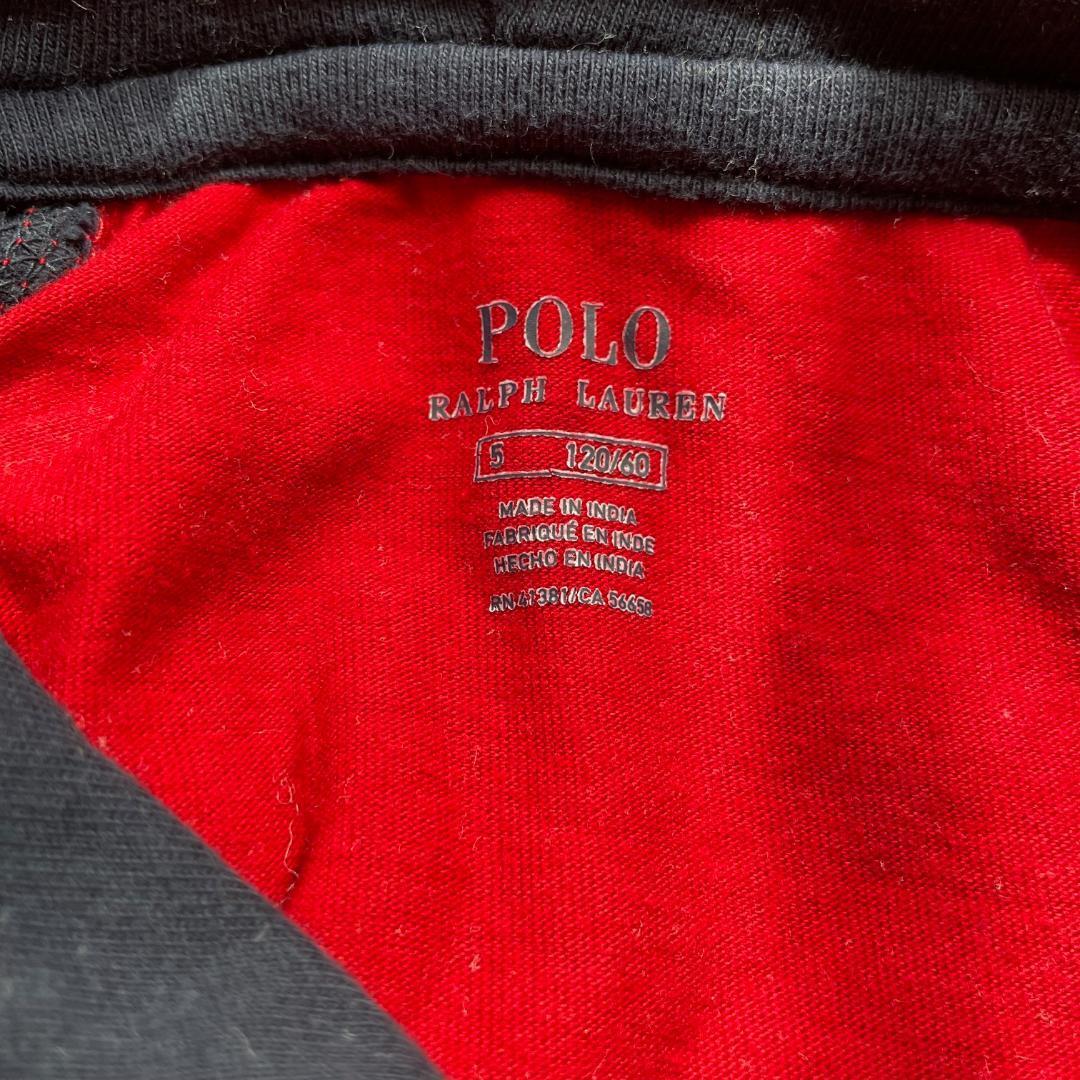 POLO
RALPH LAUREN
5 120/60
MADE IN INDIA
FABRIQUÉ EN INDE
HECHO EN INDIA
RN 41381/CA 56658